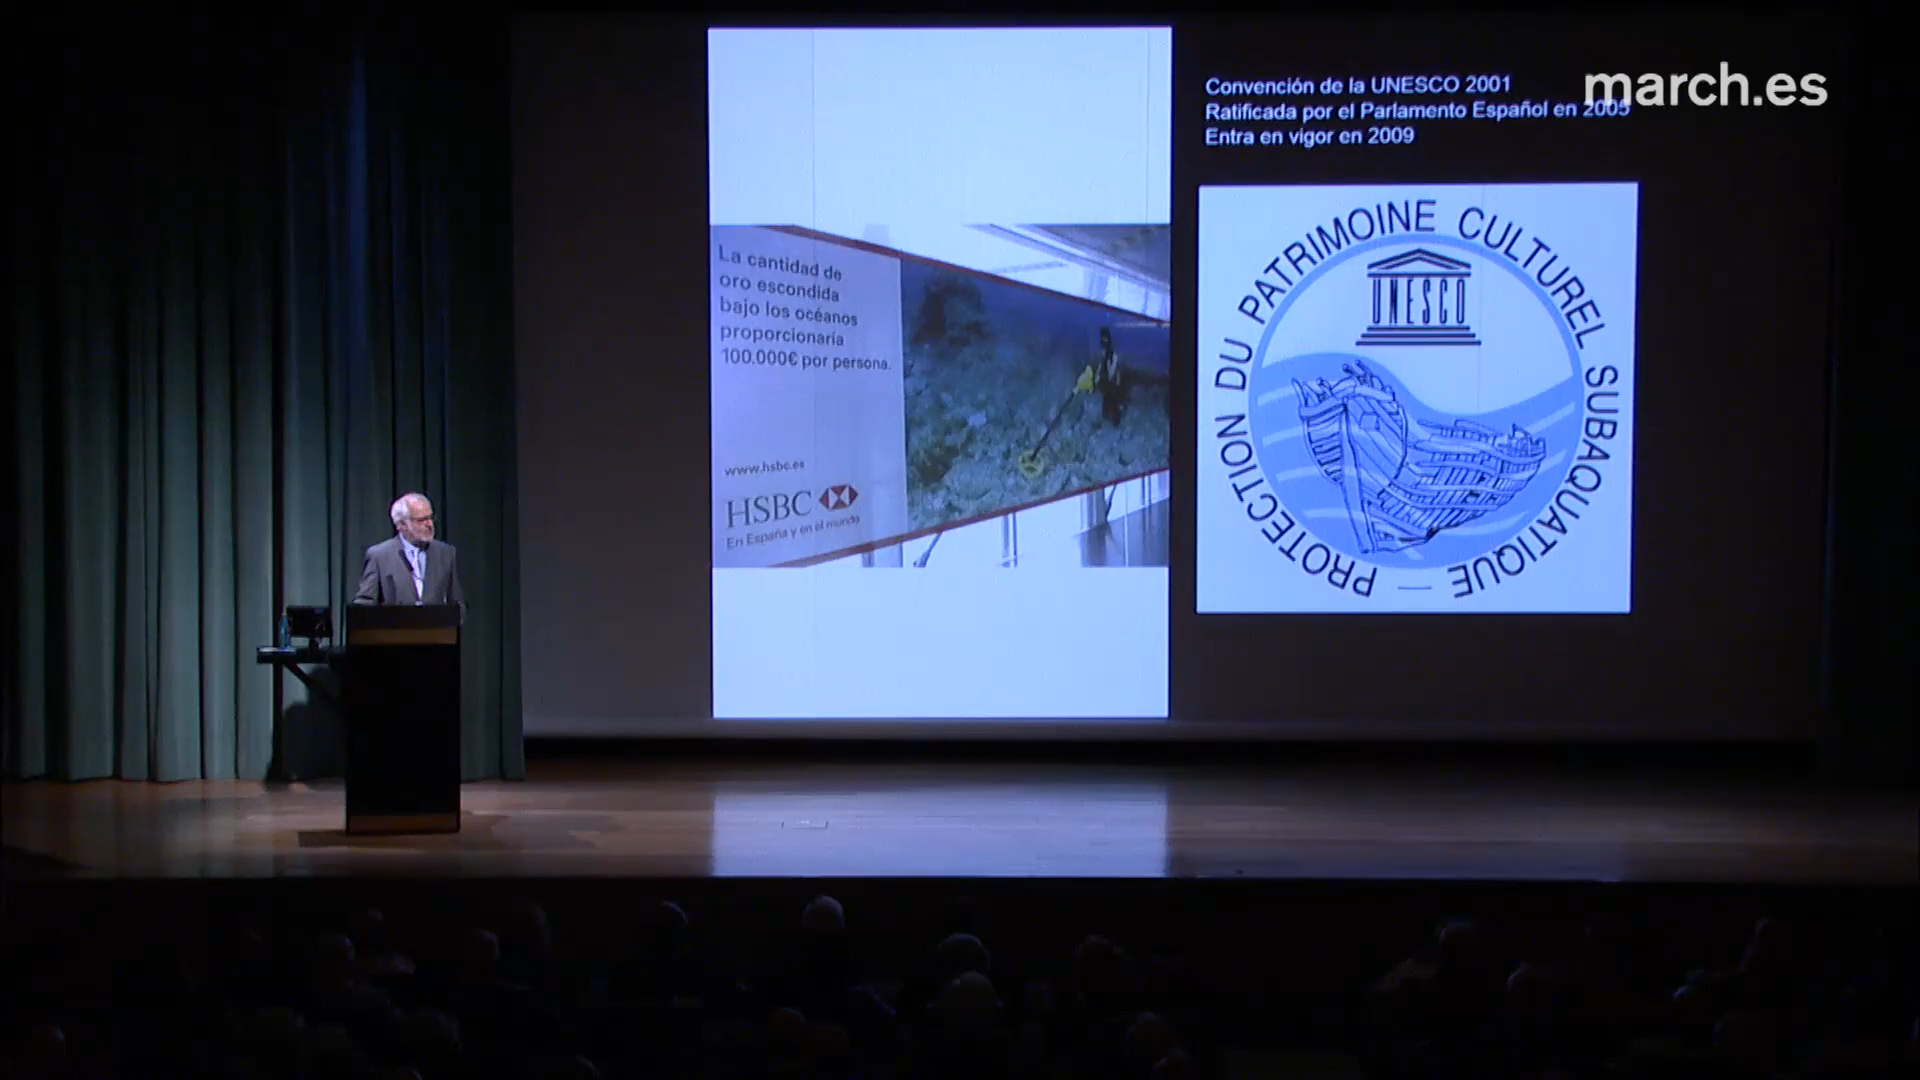 march.es
Convención de la UNESCO 2001
Ratificada por el Parlamento Español en 2005
Entra en vigor en 2009
La cantidad de
oro escondida
bajo los océanos
proporcionaría
100.000€ por persona.
www.hsbc.es
HSBC
En España y en el mundo
PROTECTION DU PATRIMOINE CULTUREL SUBAQUATIQUE —
UNESCO